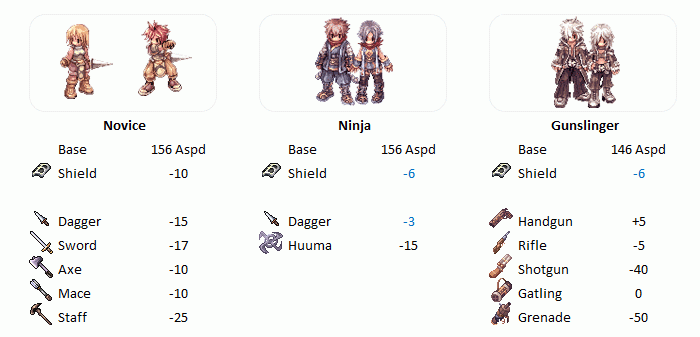 Novice
Base 156 Aspd
Shield -10
Dagger -15
Sword -17
Axe -10
Mace -10
Staff -25
Ninja
Base 156 Aspd
Shield -6
Dagger -3
Huuma -15
Gunslinger
Base 146 Aspd
Shield -6
Handgun +5
Rifle -5
Shotgun -40
Gatling 0
Grenade -50